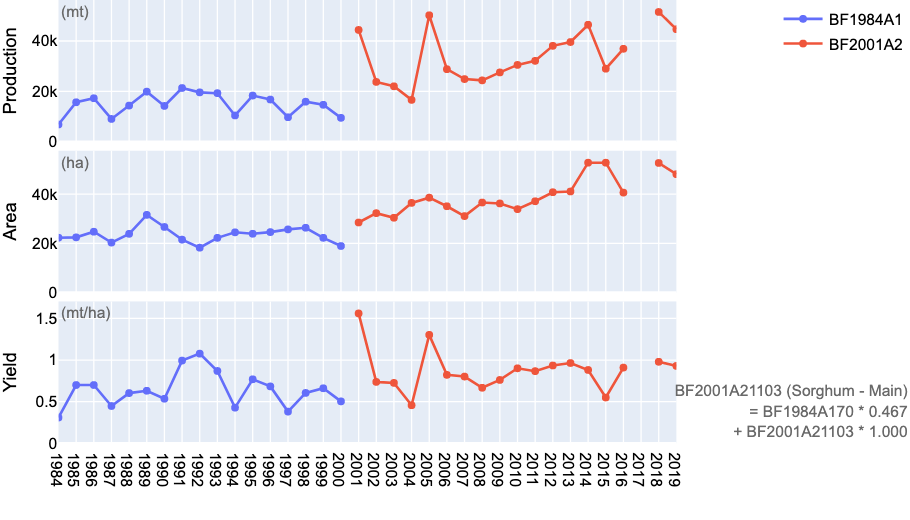 (mt)
BF1984A1
BF2001A2
Production
40k
20k
0
(ha)
Area
40k
20k
0
(mt/ha)
Yield
1.5
1
0.5
0
BF2001A21103 (Sorghum - Main)
= BF1984A170 * 0.467
+ BF2001A21103 * 1.000
1984
1985
1986
1987
1988
1989
1990
1991
1992
1993
1994
1995
1996
1997
1998
1999
2000
2001
2002
2003
2004
2005
2006
2007
2008
2009
2010
2011
2012
2013
2014
2015
2016
2017
2018
2019